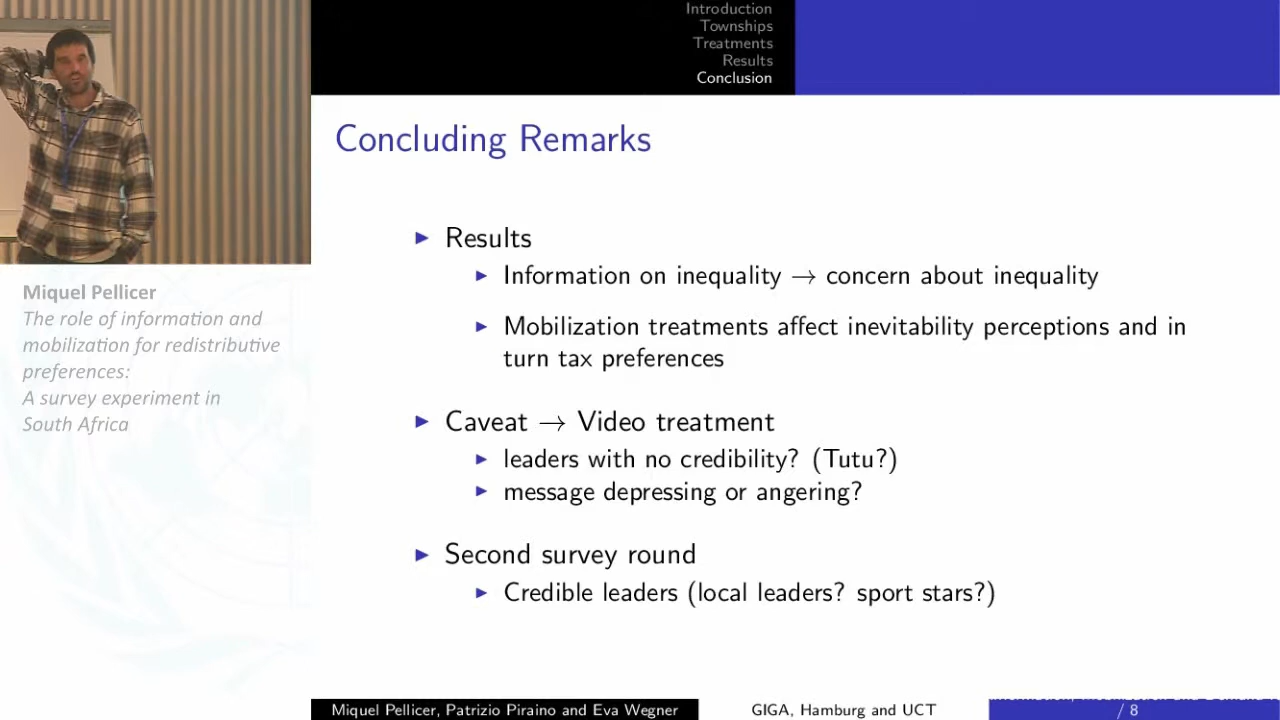 Introduction
Townships
Treatments
Results
Conclusion
Concluding Remarks
Results
Information on inequality → concern about inequality
Mobilization treatments affect inevitability perceptions and in
turn tax preferences
Caveat → Video treatment
leaders with no credibility? (Tutu?)
message depressing or angering?
Second survey round
Credible leaders (local leaders? sport stars?)
Miquel Pellicer
The role of information and
mobilization for redistributive
preferences:
A survey experiment in
South Africa
Miquel Pellicer, Patrizio Piraino and Eva Wegner
GIGA, Hamburg and UCT
/ 8